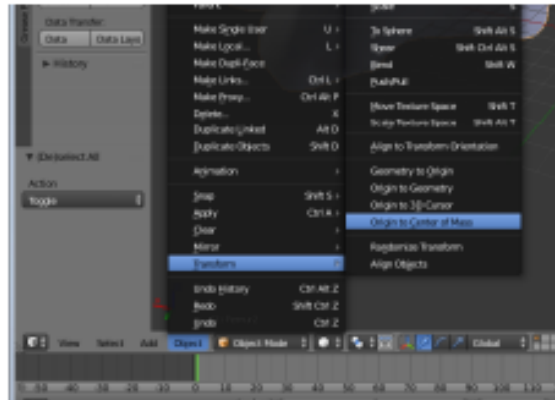 Data Transfer:
Data Data Laye
History
(De)select All
Action
Toggle
Make Single User U
Make Local... L
Make Dupli-Face
Make Links... Ctrl L
Make Proxy... Ctrl Alt P
Delete... X
Duplicate Linked Alt D
Duplicate Objects Shift D
Animation
Snap Shift S
Apply Ctrl A
Clear
Mirror
Transform
Undo History Ctrl Alt Z
Redo Shift Ctrl Z
Undo Ctrl Z
To Sphere Shift Alt S
Shear Shift Ctrl Alt S
Bend Shift W
Push/Pull
Move Texture Space Shift T
Scale Texture Space Shift Alt T
Align to Transform Orientation
Geometry to Origin
Origin to Geometry
Origin to 3D Cursor
Origin to Center of Mass
Randomize Transform
Align Objects
View Select Add Object Object Mode Global
-50 -40 -30 -20 -10 0 10 20 30 40 50 60 70 80 90 100 110